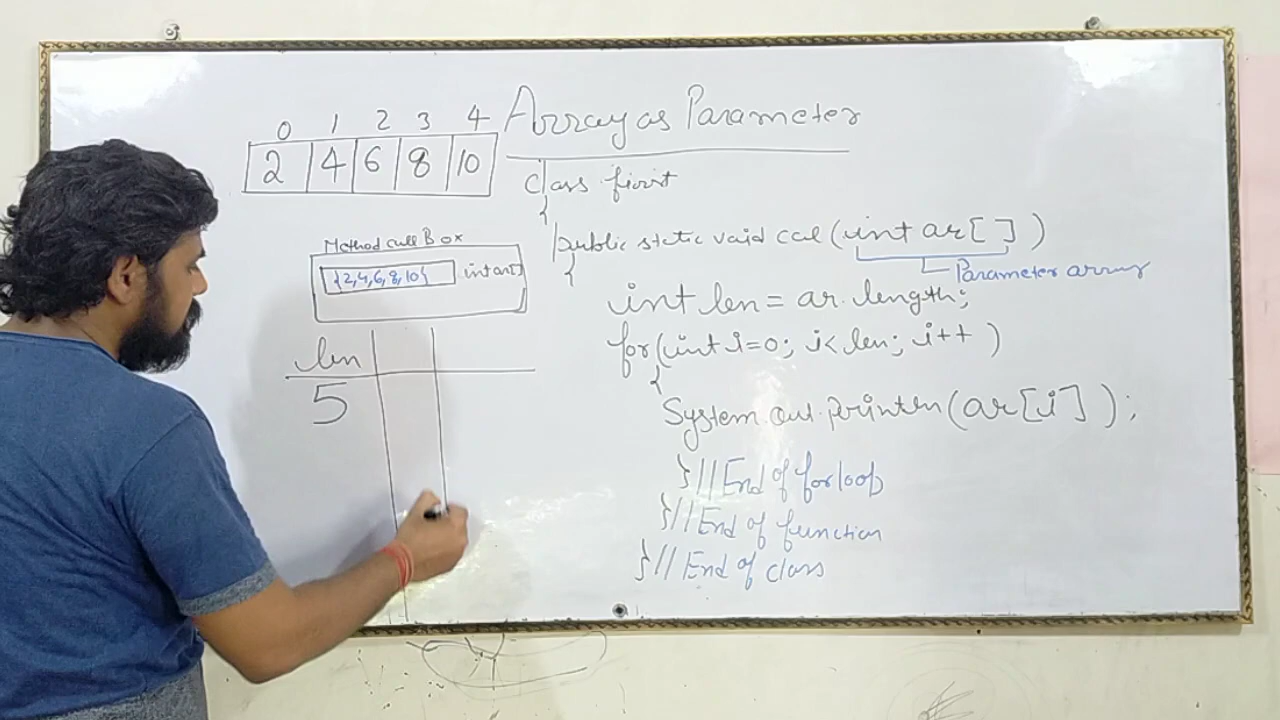 Array as Parameter
0 1 2 3 4
2 4 6 8 10
class first
{
public static void cal (int ar[ ])
{
Parameter array
Method call Box
{2,4,6,8,10} int ar[]
int len = ar.length;
for(int i=0; i<len; i++ )
{
System.out.println(ar[i]);
}//End of for loop
}//End of function
}//End of class
len
5